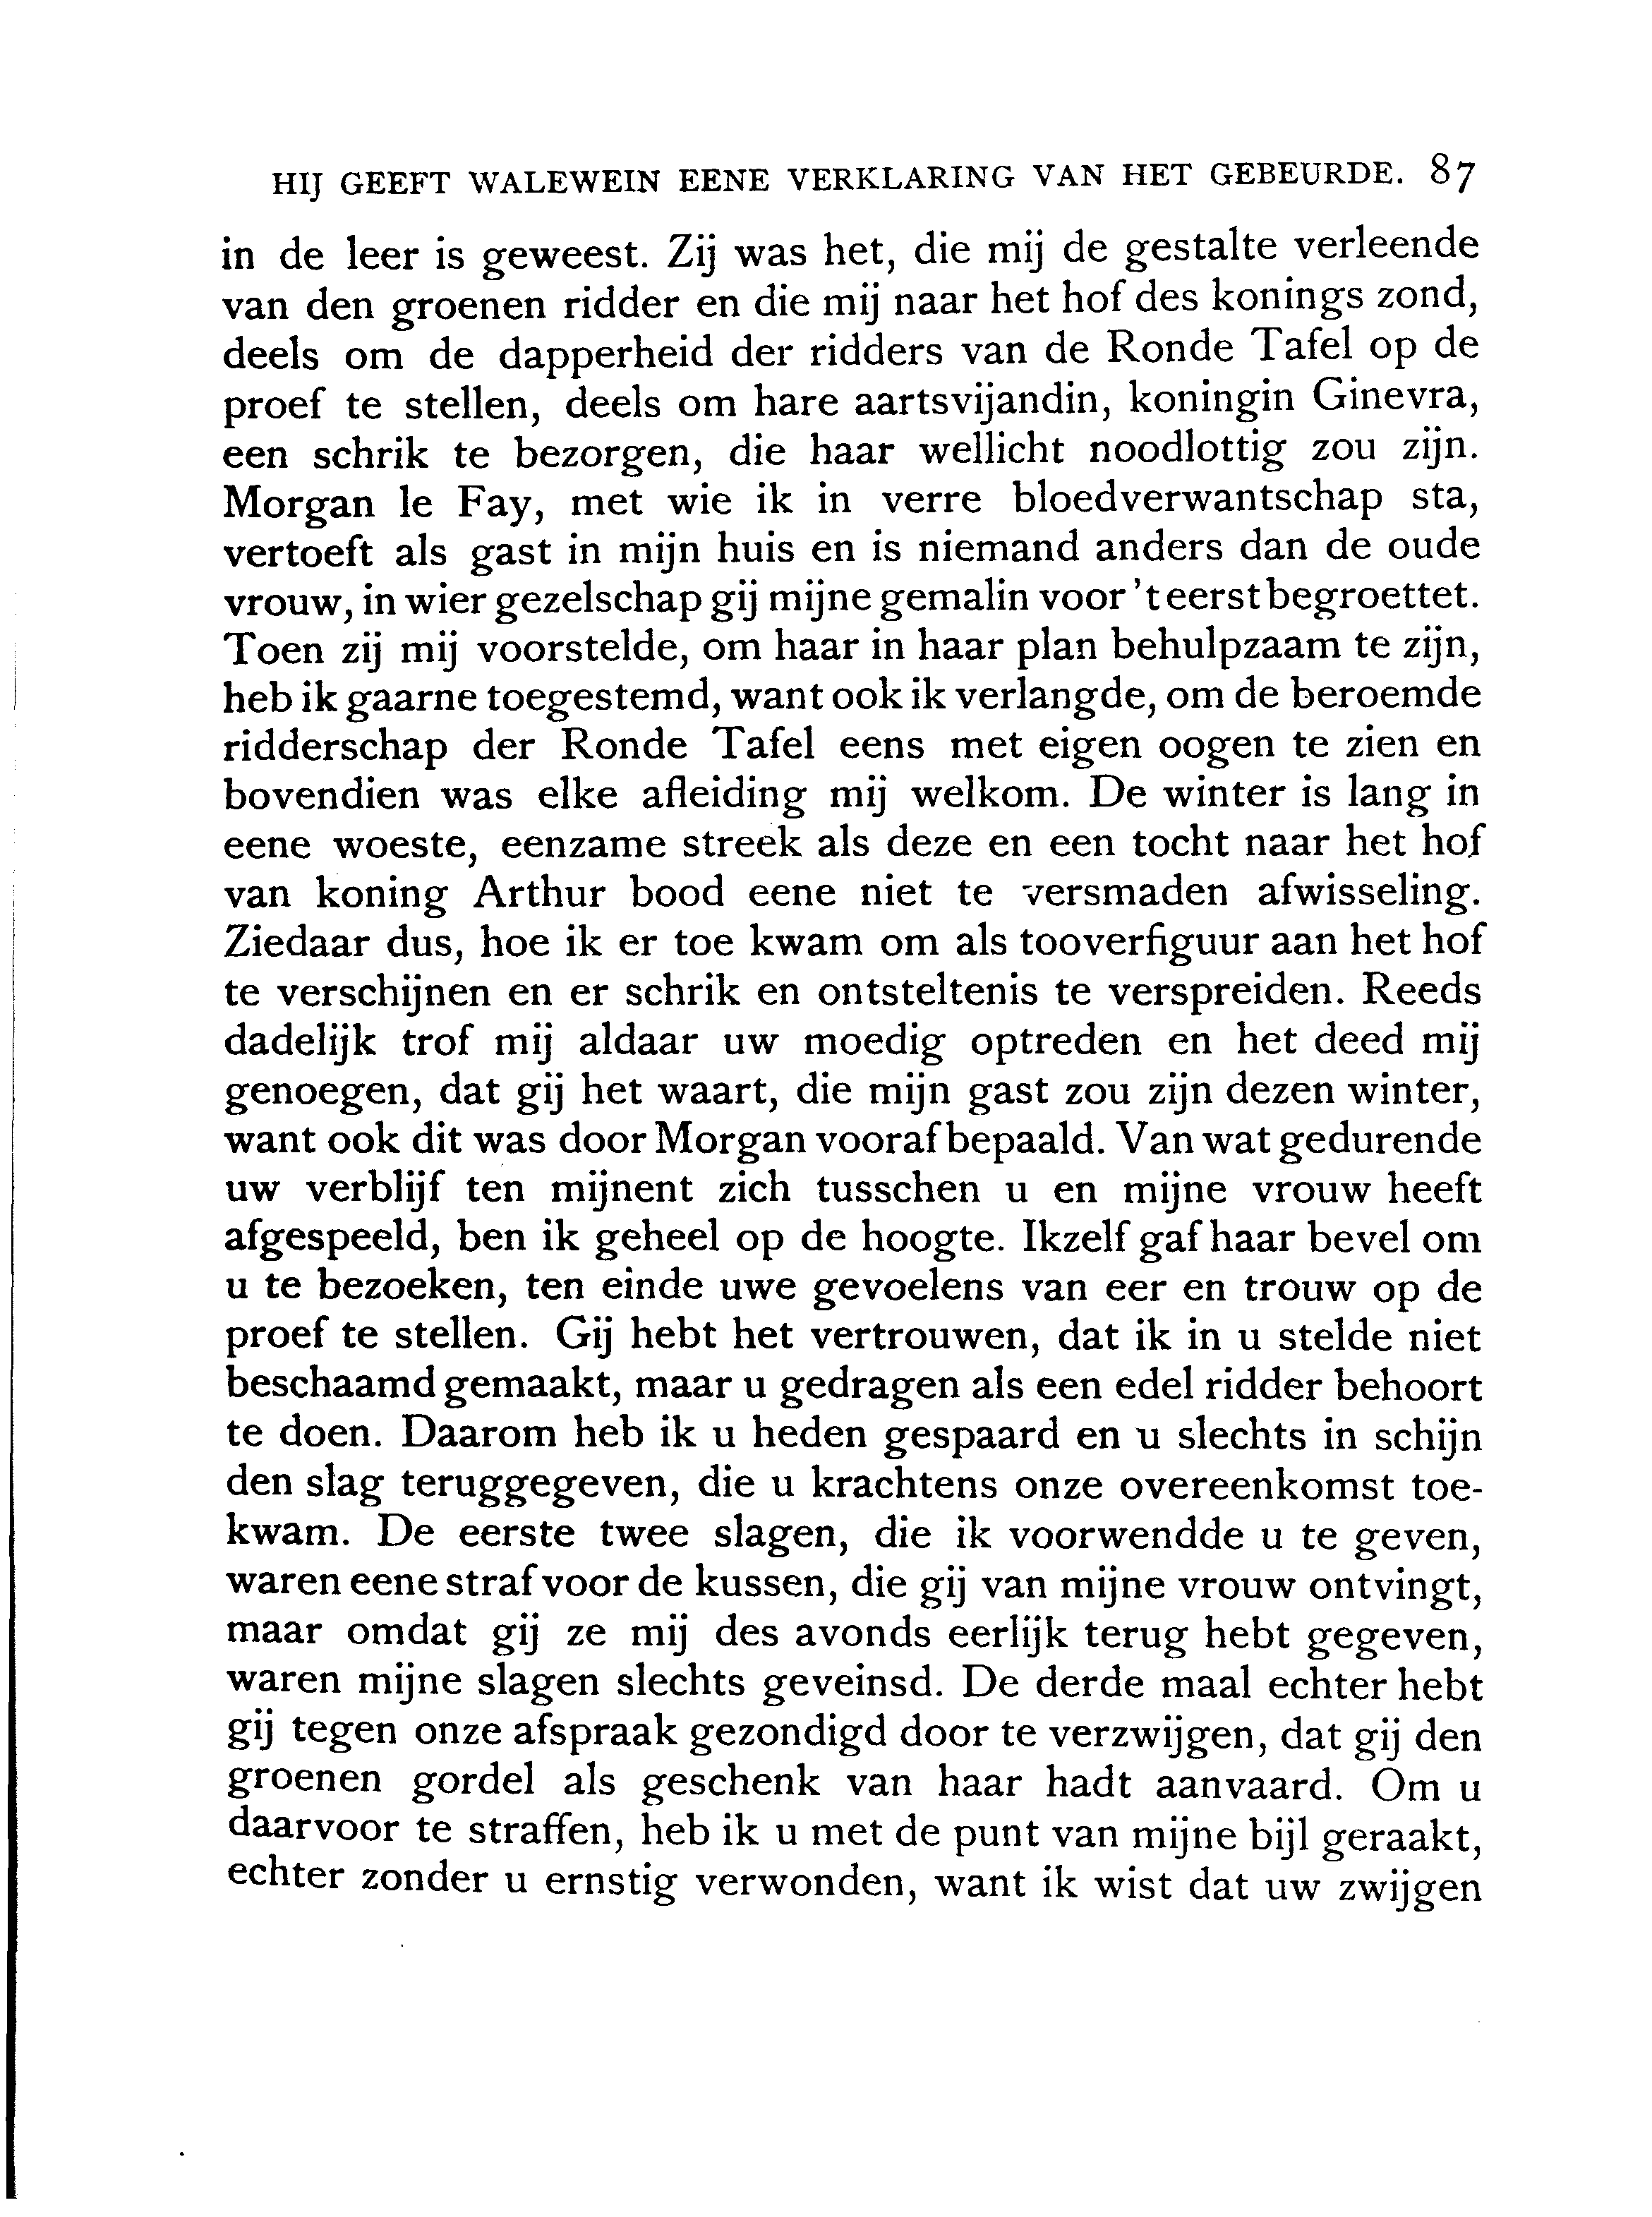 HIJ GEEFT WALEWEIN EENE VERKLARING VAN HET GEBEURDE. 87
in de leer is geweest. Zij was het, die mij de gestalte verleende
van den groenen ridder en die mij naar het hof des konings zond,
deels om de dapperheid der ridders van de Ronde Tafel op de
proef te stellen, deels om hare aartsvijandin, koningin Ginevra,
een schrik te bezorgen, die haar wellicht noodlottig zou zijn.
Morgan le Fay, met wie ik in verre bloedverwantschap sta,
vertoeft als gast in mijn huis en is niemand anders dan de oude
vrouw, in wier gezelschap gij mijne gemalin voor 't eerst begroettet.
Toen zij mij voorstelde, om haar in haar plan behulpzaam te zijn,
heb ik gaarne toegestemd, want ook ik verlangde, om de beroemde
ridderschap der Ronde Tafel eens met eigen oogen te zien en
bovendien was elke afleiding mij welkom. De winter is lang in
eene woeste, eenzame streek als deze en een tocht naar het hof
van koning Arthur bood eene niet te versmaden afwisseling.
Ziedaar dus, hoe ik er toe kwam om als tooverfiguur aan het hof
te verschijnen en er schrik en ontsteltenis te verspreiden. Reeds
dadelijk trof mij aldaar uw moedig optreden en het deed mij
genoegen, dat gij het waart, die mijn gast zou zijn dezen winter,
want ook dit was door Morgan vooraf bepaald. Van wat gedurende
uw verblijf ten mijnent zich tusschen u en mijne vrouw heeft
afgespeeld, ben ik geheel op de hoogte. Ikzelf gaf haar bevel om
u te bezoeken, ten einde uwe gevoelens van eer en trouw op de
proef te stellen. Gij hebt het vertrouwen, dat ik in u stelde niet
beschaamd gemaakt, maar u gedragen als een edel ridder behoort
te doen. Daarom heb ik u heden gespaard en u slechts in schijn
den slag teruggegeven, die u krachtens onze overeenkomst toe-
kwam. De eerste twee slagen, die ik voorwendde u te geven,
waren eene straf voor de kussen, die gij van mijne vrouw ontvingt,
maar omdat gij ze mij des avonds eerlijk terug hebt gegeven,
waren mijne slagen slechts geveinsd. De derde maal echter hebt
gij tegen onze afspraak gezondigd door te verzwijgen, dat gij den
groenen gordel als geschenk van haar hadt aanvaard. Om u
daarvoor te straffen, heb ik u met de punt van mijne bijl geraakt,
echter zonder u ernstig verwonden, want ik wist dat uw zwijgen